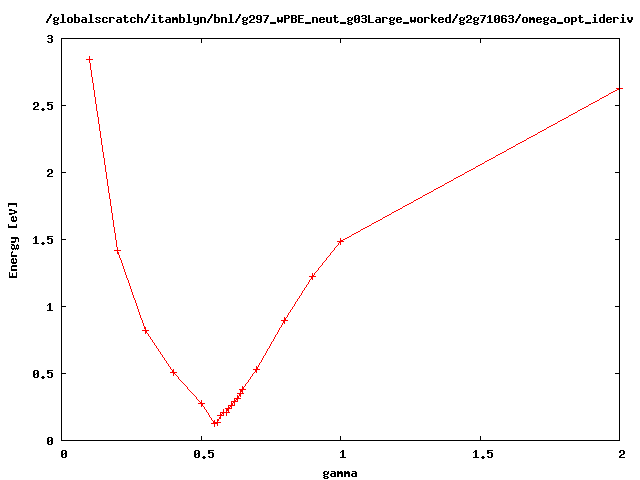 /globalscratch/itamblyn/bnl/g297_wPBE_neut_g03Large_worked/g2g71063/omega_opt_ideriv
3
2.5
2
1.5
1
0.5
0
Energy [eV]
0 0.5 1 1.5 2
gamma